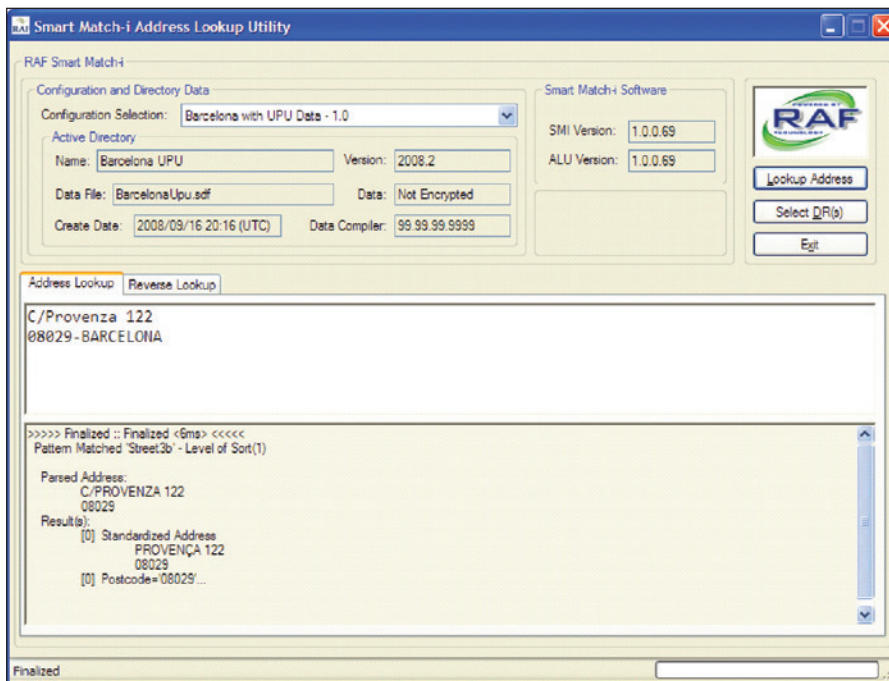 RAF Smart Match-i Address Lookup Utility
RAF Smart Match-i
Configuration and Directory Data
Configuration Selection: Barcelona with UPU Data - 1.0
Active Directory
Name: Barcelona UPU Version: 2008.2
Data File: BarcelonaUpu.sdf Data: Not Encrypted
Create Date: 2008/09/16 20:16 (UTC) Data Compiler: 99.99.99.9999
Smart Match-i Software
SMI Version: 1.0.0.69
ALU Version: 1.0.0.69
POWERED BY
RAF
TECHNOLOGY
Lookup Address
Select DR(s)
Exit
Address Lookup Reverse Lookup
C/Provenza 122
08029-BARCELONA
>>>>> Finalized :: Finalized <6ms> <<<<<
Pattern Matched 'Street3b' - Level of Sort(1)
Parsed Address:
C/PROVENZA 122
08029
Result(s):
[0] Standardized Address
PROVENÇA 122
08029
[0] Postcode='08029'...
Finalized